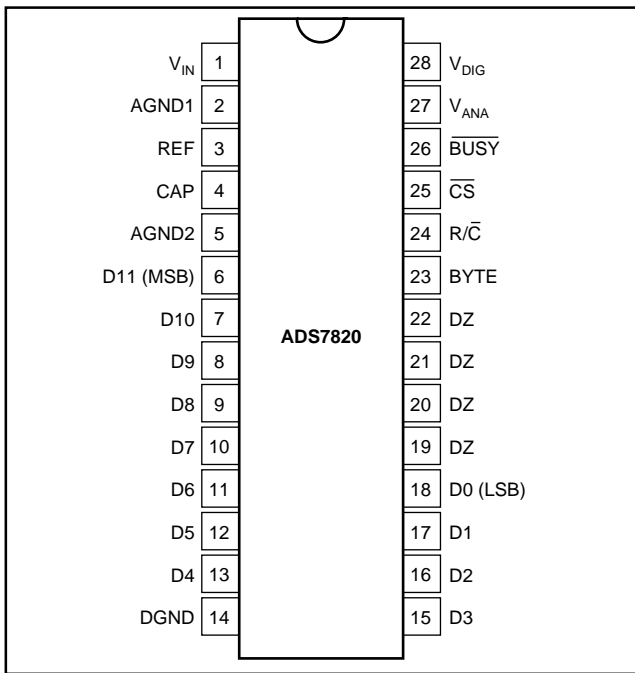 V_IN 1 28 V_DIG
AGND1 2 27 V_ANA
REF 3 26 B̅U̅S̅Y̅
CAP 4 25 C̅S̅
AGND2 5 24 R/C̅
D11 (MSB) 6 23 BYTE
D10 7 22 DZ
ADS7820
D9 8 21 DZ
D8 9 20 DZ
D7 10 19 DZ
D6 11 18 D0 (LSB)
D5 12 17 D1
D4 13 16 D2
DGND 14 15 D3